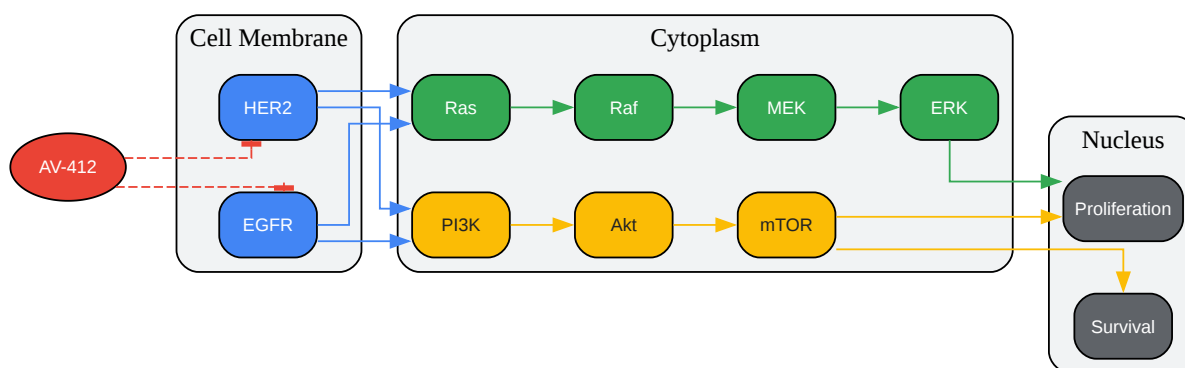 Cell Membrane
Cytoplasm
HER2
Ras
Raf
MEK
ERK
Nucleus
AV-412
EGFR
PI3K
Akt
mTOR
Proliferation
Survival